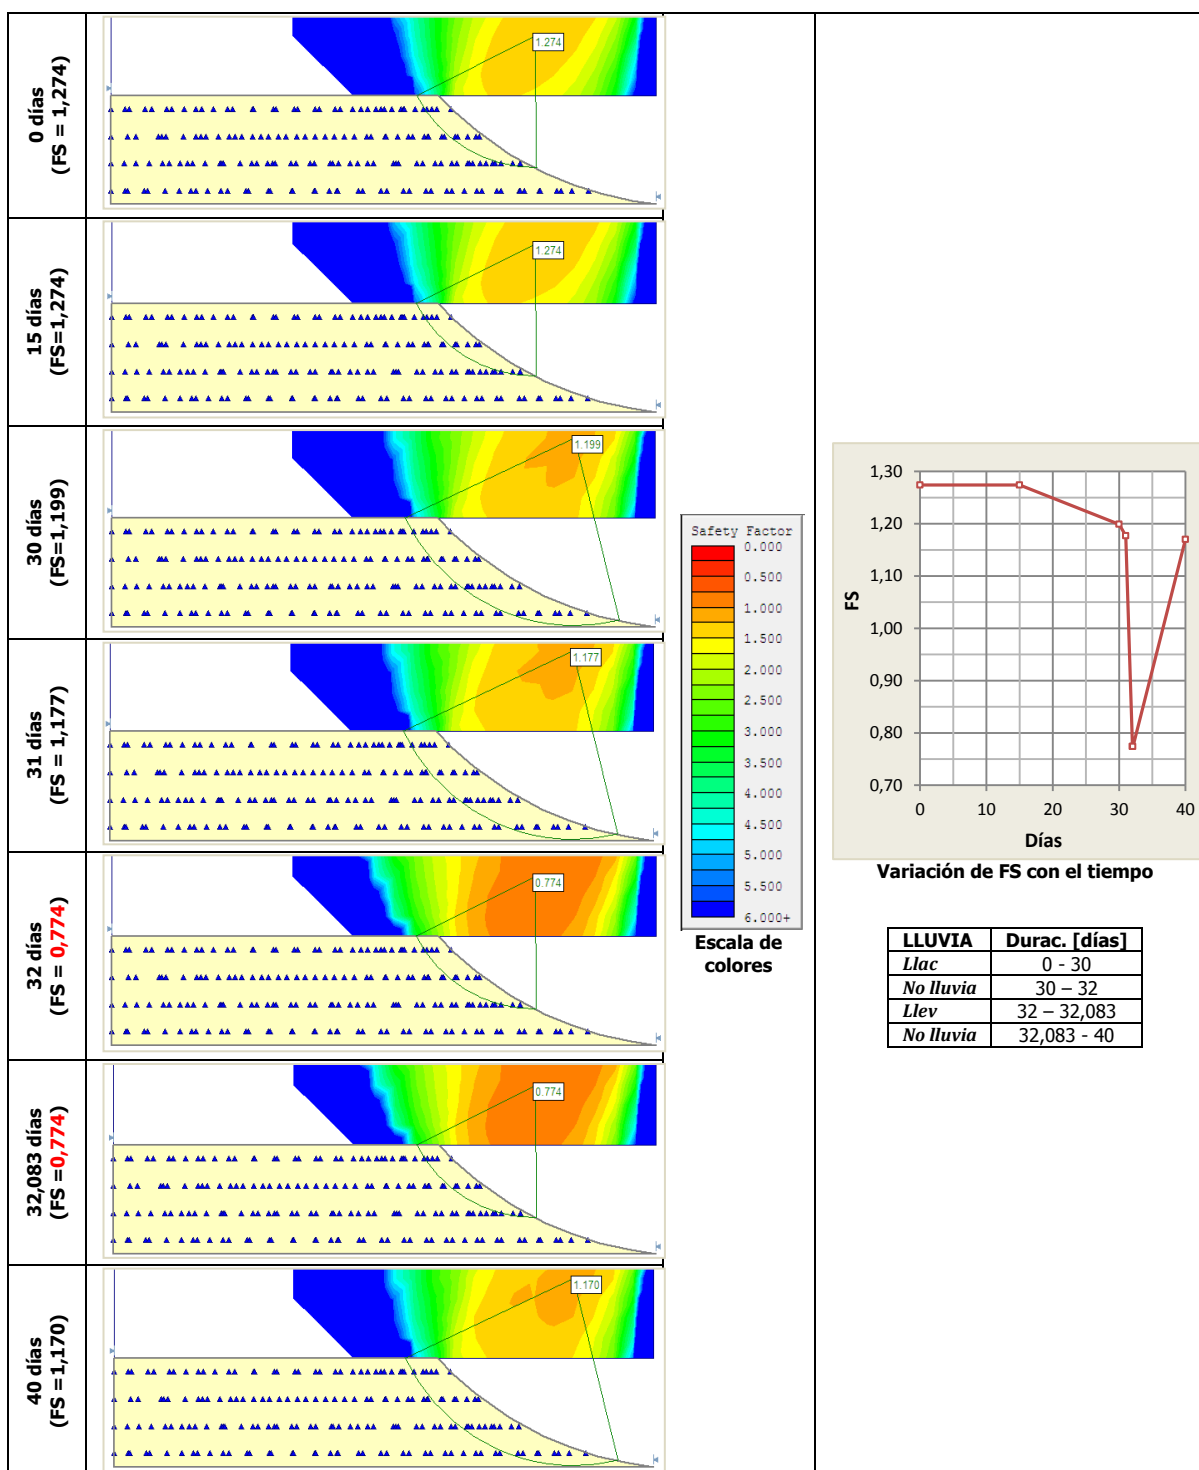 0 días
(FS = 1,274)
1.274
15 días
(FS=1,274)
1.274
30 días
(FS=1,199)
1.199
31 días
(FS = 1,177)
1.177
32 días
(FS = 0,774)
0.774
32,083 días
(FS =0,774)
0.774
40 días
(FS =1,170)
1.170
Safety Factor
0.000
0.500
1.000
1.500
2.000
2.500
3.000
3.500
4.000
4.500
5.000
5.500
6.000+
Escala de
colores
1,30
1,20
1,10
1,00
0,90
0,80
0,70
FS
0 10 20 30 40
Días
Variación de FS con el tiempo
LLUVIA Durac. [días]
Llac 0 - 30
No lluvia 30 – 32
Llev 32 – 32,083
No lluvia 32,083 - 40